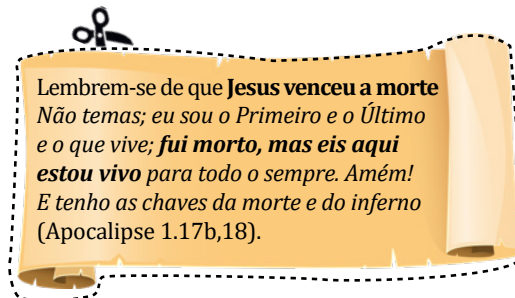 Lembrem-se de que Jesus venceu a morte
Não temas; eu sou o Primeiro e o Último
e o que vive; fui morto, mas eis aqui
estou vivo para todo o sempre. Amém!
E tenho as chaves da morte e do inferno
(Apocalipse 1.17b,18).